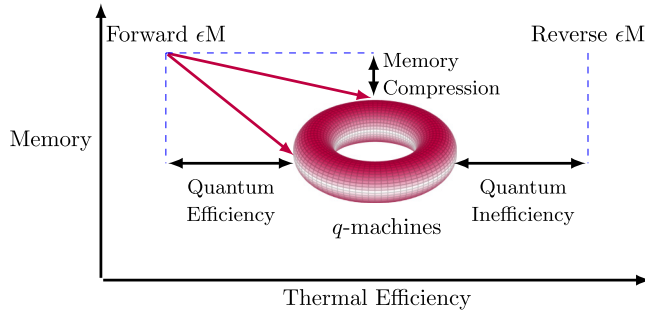 Forward ϵM
Reverse ϵM
Memory
Compression
Memory
Quantum
Efficiency
Quantum
Inefficiency
q-machines
Thermal Efficiency